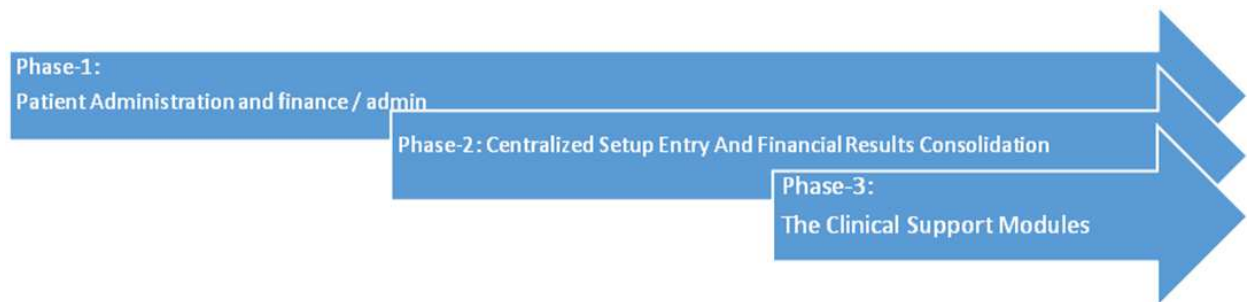 Phase-1:
Patient Administration and finance / admin
Phase-2: Centralized Setup Entry And Financial Results Consolidation
Phase-3:
The Clinical Support Modules